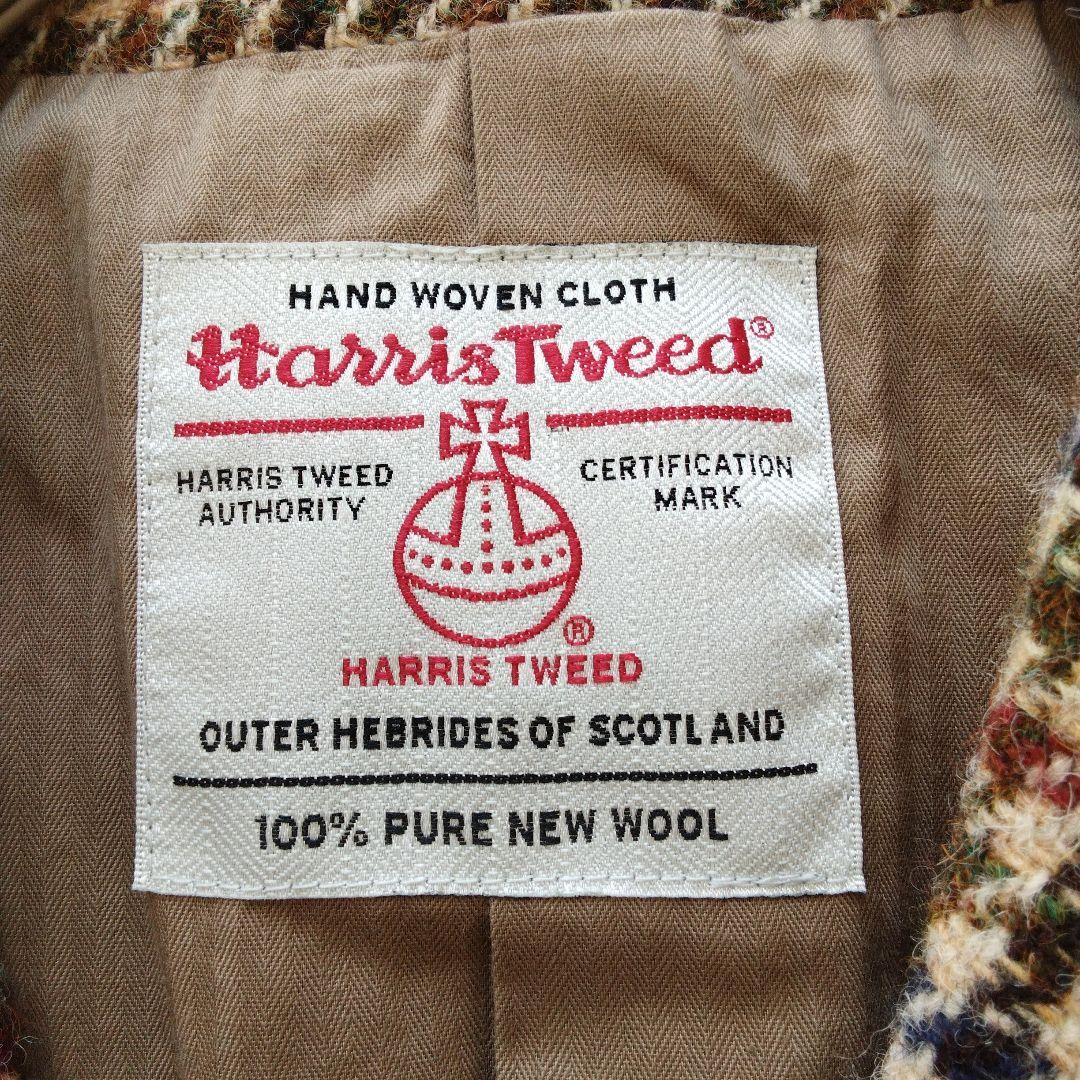 HAND WOVEN CLOTH
Harris Tweed®
HARRIS TWEED
AUTHORITY
CERTIFICATION
MARK
®
HARRIS TWEED
OUTER HEBRIDES OF SCOTLAND
100% PURE NEW WOOL